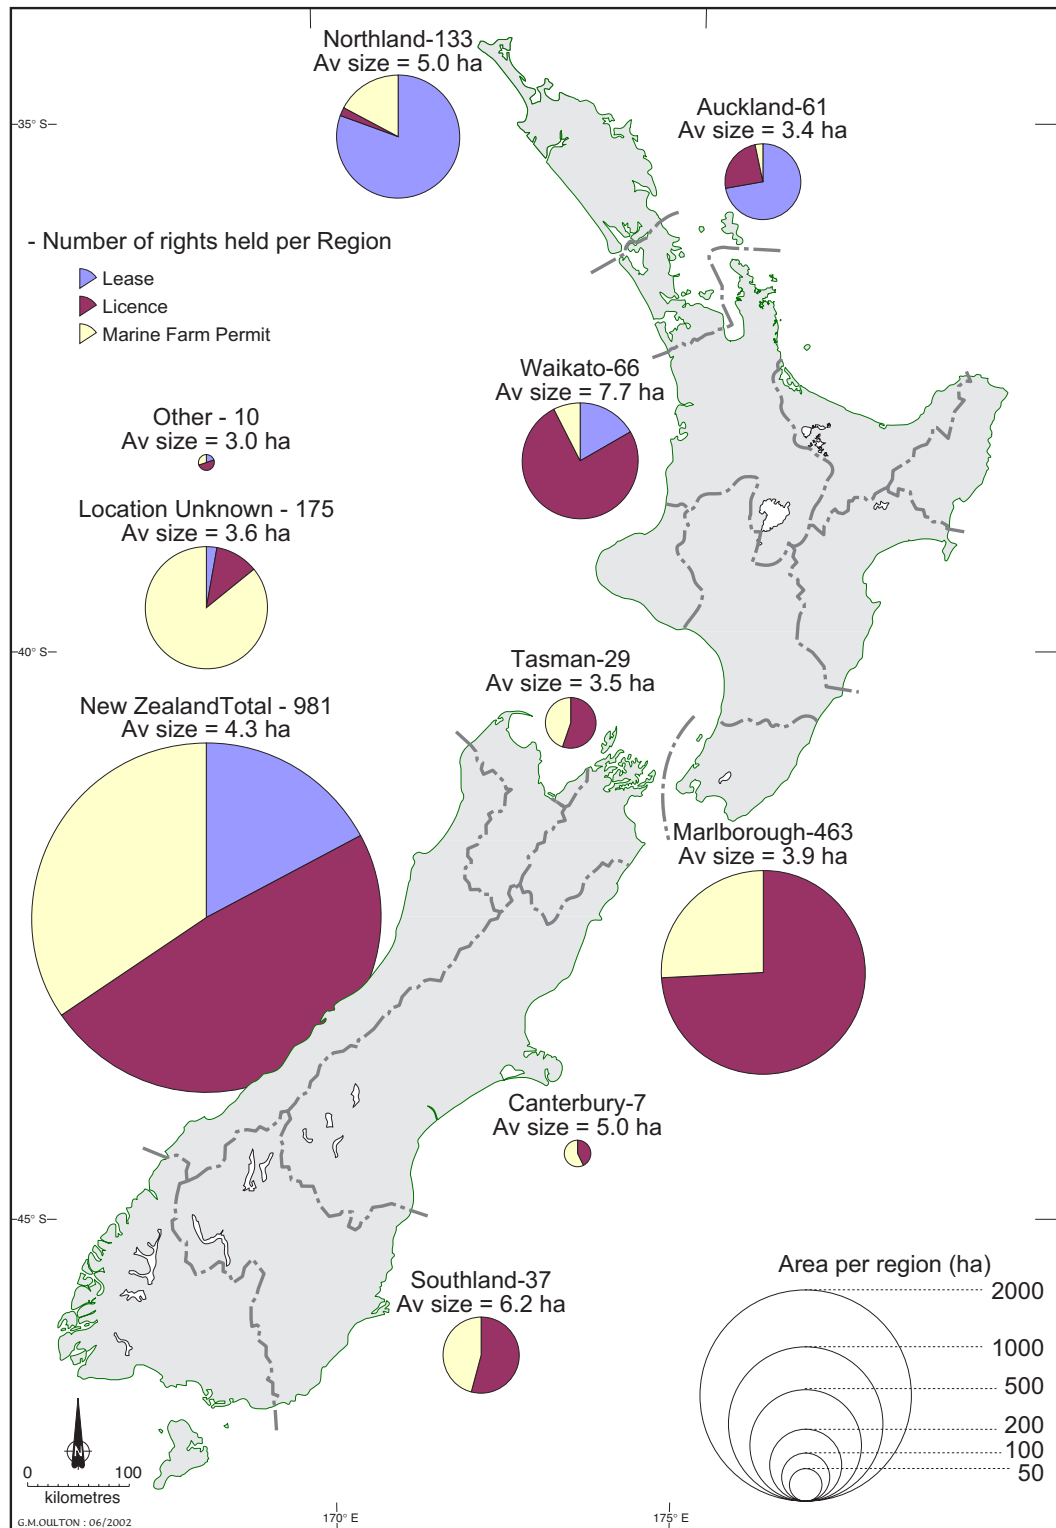 Northland-133
Av size = 5.0 ha
Auckland-61
Av size = 3.4 ha
35° S
- Number of rights held per Region
Lease
Licence
Marine Farm Permit
Waikato-66
Av size = 7.7 ha
Other - 10
Av size = 3.0 ha
Location Unknown - 175
Av size = 3.6 ha
40° S
Tasman-29
Av size = 3.5 ha
New ZealandTotal - 981
Av size = 4.3 ha
Marlborough-463
Av size = 3.9 ha
Canterbury-7
Av size = 5.0 ha
45° S
Southland-37
Av size = 6.2 ha
Area per region (ha)
2000
1000
500
200
100
50
N
0 100
kilometres
G.M.OULTON : 06/2002
170° E
175° E